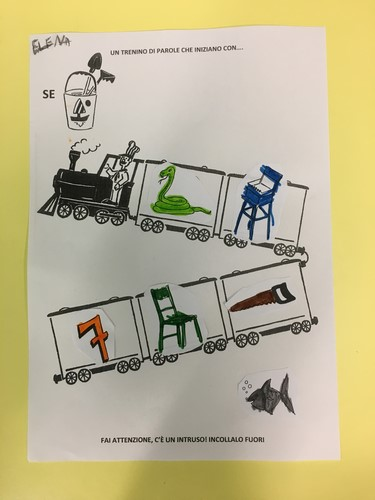 ELENA
UN TRENINO DI PAROLE CHE INIZIANO CON...
SE
7
FAI ATTENZIONE, C'È UN INTRUSO! INCOLLALO FUORI